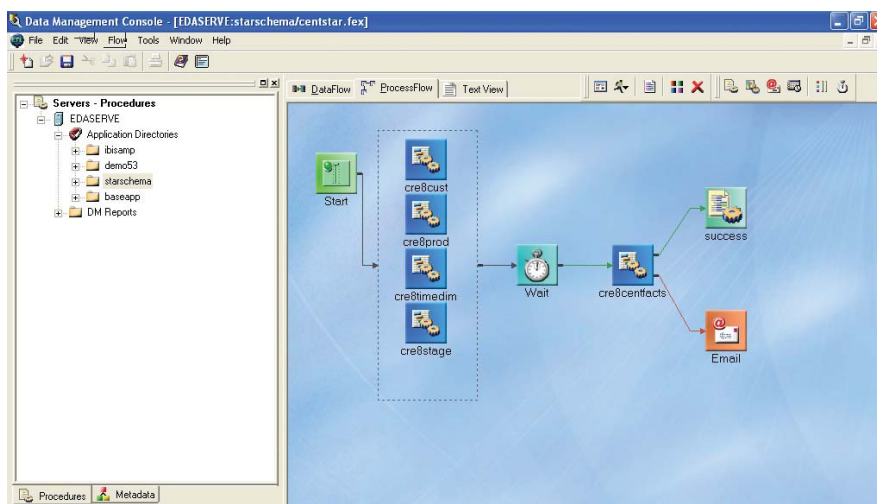 Data Management Console - [EDASERVE:starschema/centstar.fex]
File Edit View Flow Tools Window Help
DataFlow ProcessFlow Text View
Servers - Procedures
EDASERVE
Application Directories
ibisamp
demo53
starschema
baseapp
DM Reports
Start
cre8cust
cre8prod
cre8timedim
cre8stage
Wait
cre8centfacts
success
Email
Procedures Metadata